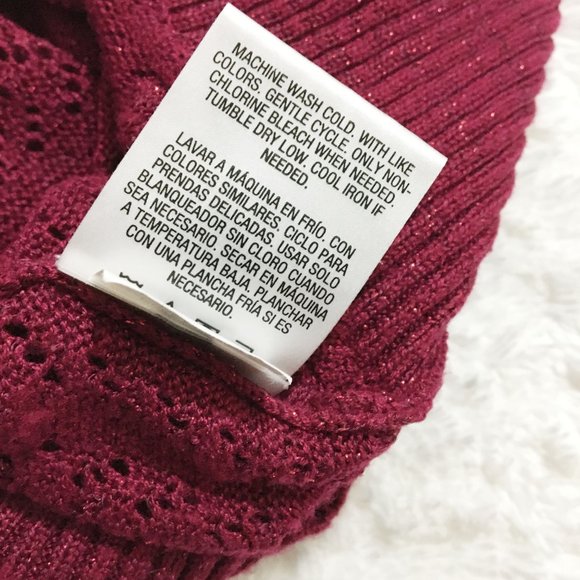 MACHINE WASH COLD. WITH LIKE
COLORS. GENTLE CYCLE. ONLY NON-
CHLORINE BLEACH WHEN NEEDED.
TUMBLE DRY LOW. COOL IRON IF
NEEDED.
LAVAR A MÁQUINA EN FRÍO. CON
COLORES SIMILARES. CICLO PARA
PRENDAS DELICADAS. USAR SOLO
BLANQUEADOR SIN CLORO CUANDO
SEA NECESARIO. SECAR EN MÁQUINA
A TEMPERATURA BAJA. PLANCHAR
CON UNA PLANCHA FRÍA SI ES
NECESARIO.